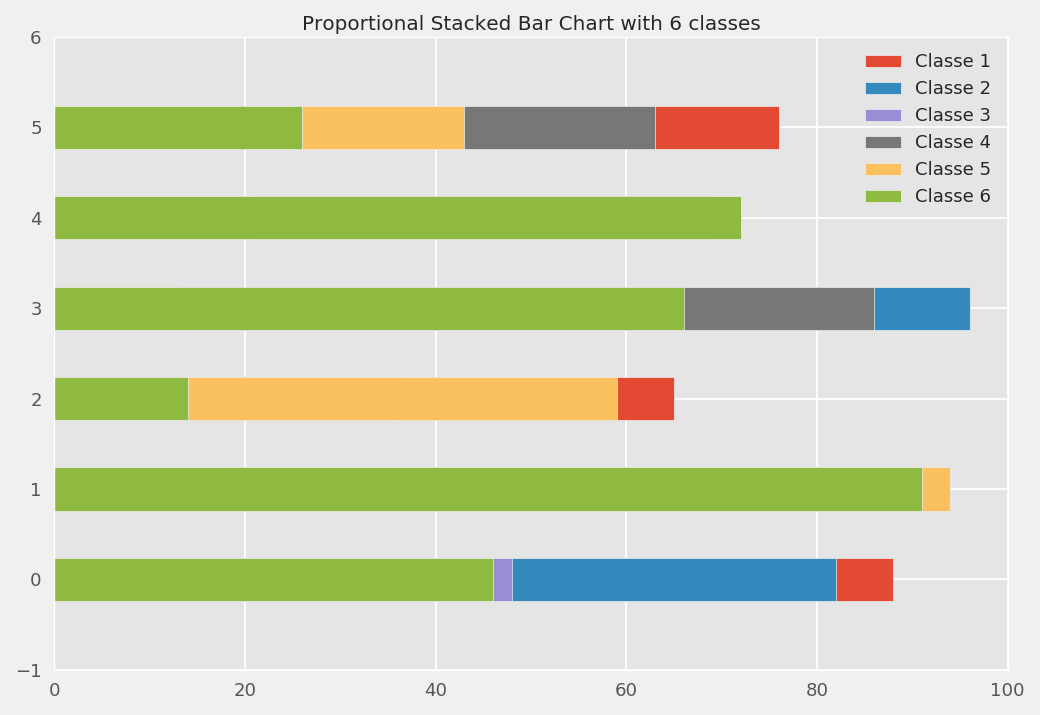 Proportional Stacked Bar Chart with 6 classes
6
5
4
3
2
1
0
−1
0 20 40 60 80 100
Classe 1
Classe 2
Classe 3
Classe 4
Classe 5
Classe 6